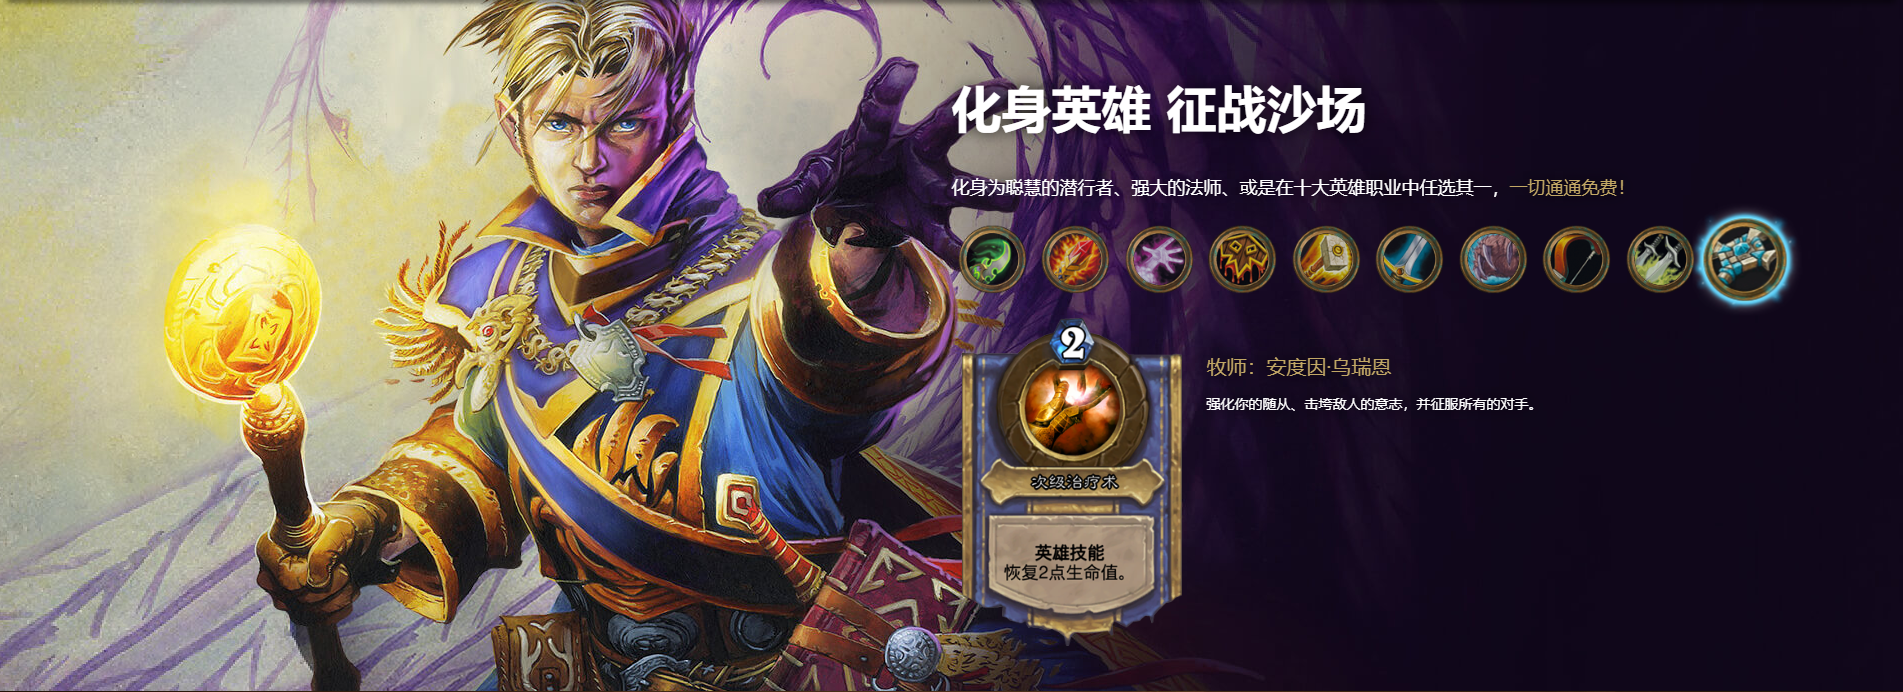 化身英雄 征战沙场
化身为聪慧的潜行者、强大的法师、或是在十大英雄职业中任选其一，一切通通免费！
2
次级治疗术
英雄技能
恢复2点生命值。
牧师：安度因·乌瑞恩
强化你的随从、击垮敌人的意志，并征服所有的对手。